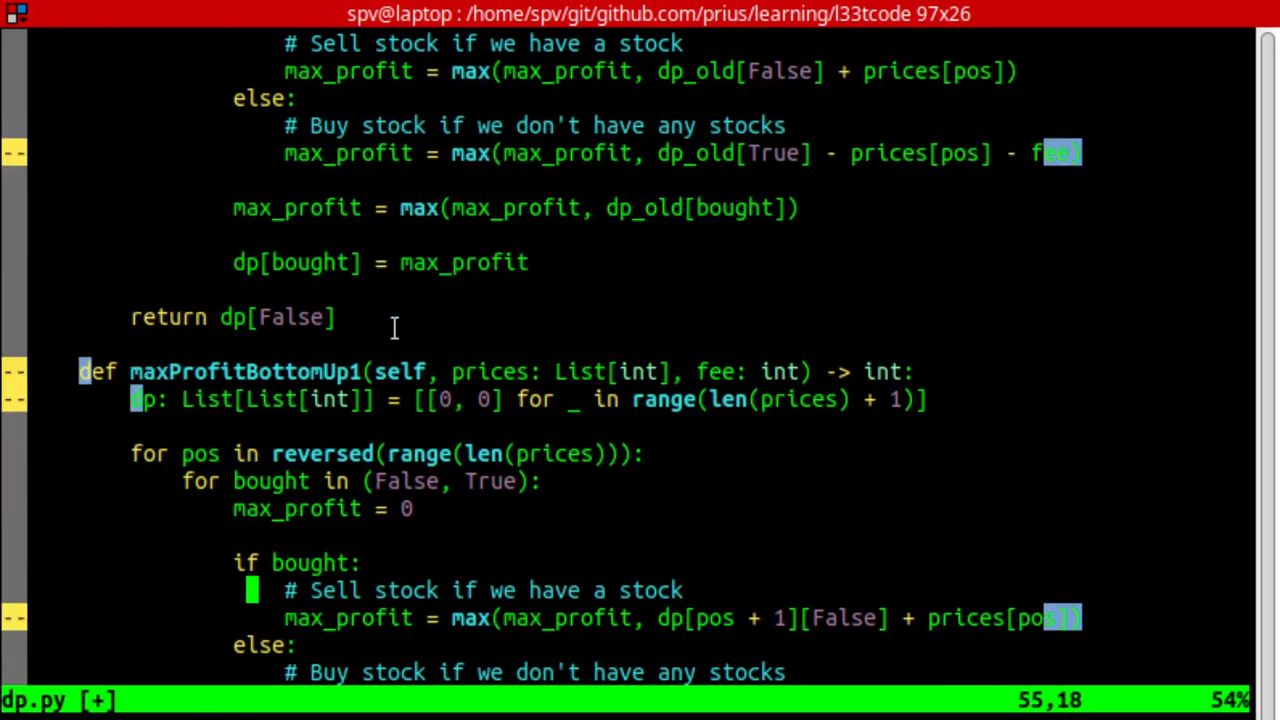 spv@laptop : /home/spv/git/github.com/prius/learning/l33tcode 97x26
# Sell stock if we have a stock
max_profit = max(max_profit, dp_old[False] + prices[pos])
else:
# Buy stock if we don't have any stocks
-- max_profit = max(max_profit, dp_old[True] - prices[pos] - fee)
max_profit = max(max_profit, dp_old[bought])
dp[bought] = max_profit
return dp[False]
-- def maxProfitBottomUp1(self, prices: List[int], fee: int) -> int:
-- dp: List[List[int]] = [[0, 0] for _ in range(len(prices) + 1)]
for pos in reversed(range(len(prices))):
for bought in (False, True):
max_profit = 0
if bought:
# Sell stock if we have a stock
-- max_profit = max(max_profit, dp[pos + 1][False] + prices[pos])
else:
# Buy stock if we don't have any stocks
dp.py [+] 55,18 54%